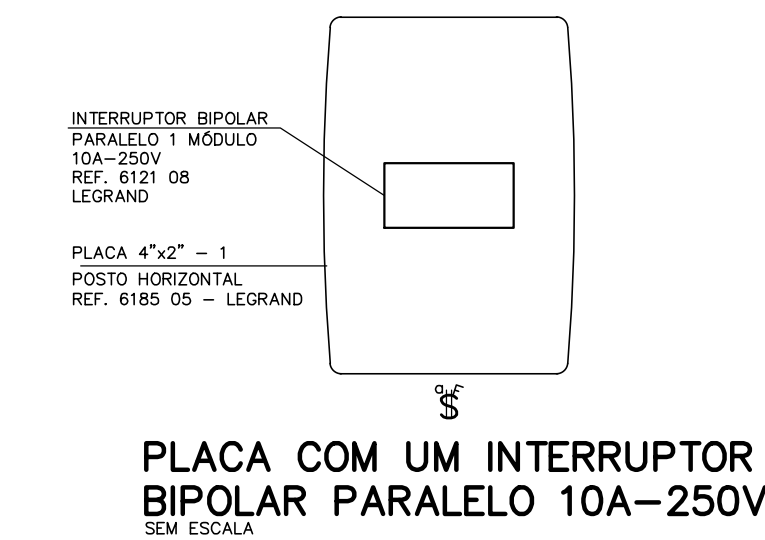 INTERRUPTOR BIPOLAR
PARALELO 1 MÓDULO
10A-250V
REF. 6121 08
LEGRAND
PLACA 4"x2" - 1
POSTO HORIZONTAL
REF. 6185 05 - LEGRAND
PLACA COM UM INTERRUPTOR
BIPOLAR PARALELO 10A-250V
SEM ESCALA